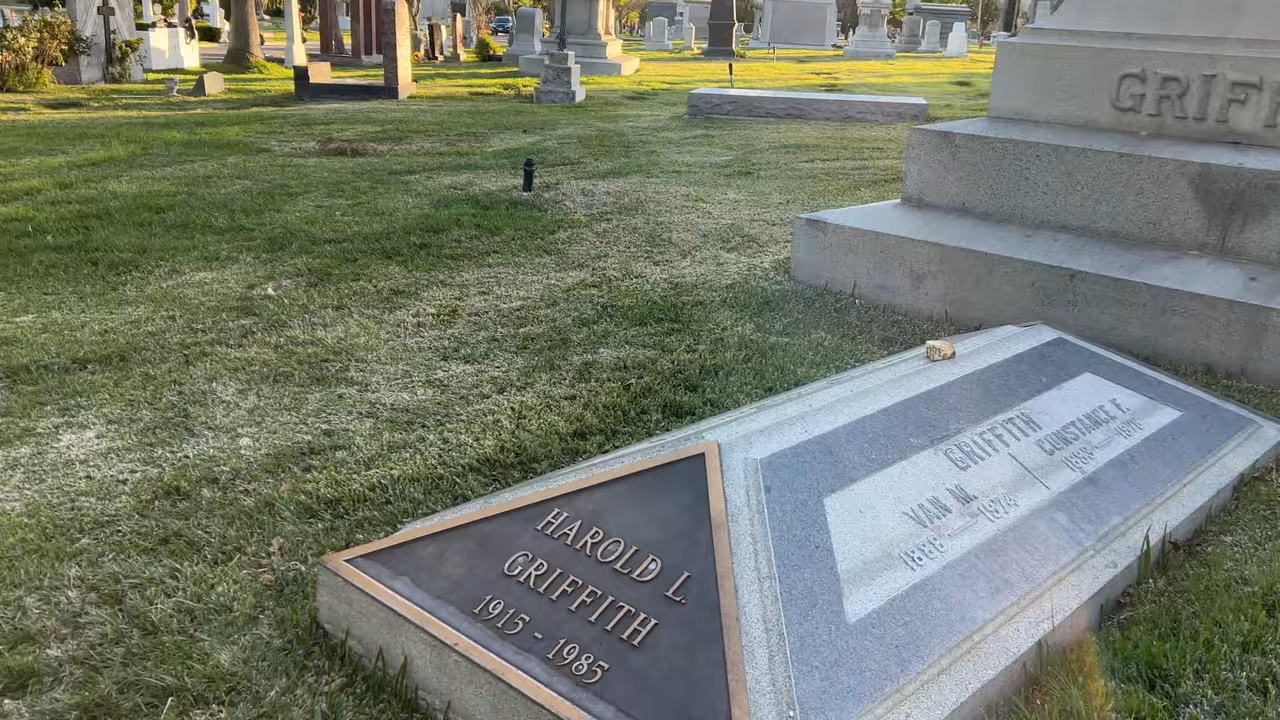 GRIFF
HAROLD L.
GRIFFITH
1915 - 1985
GRIFFITH
VAN M.
1888 — 1974
CONSTANCE F.